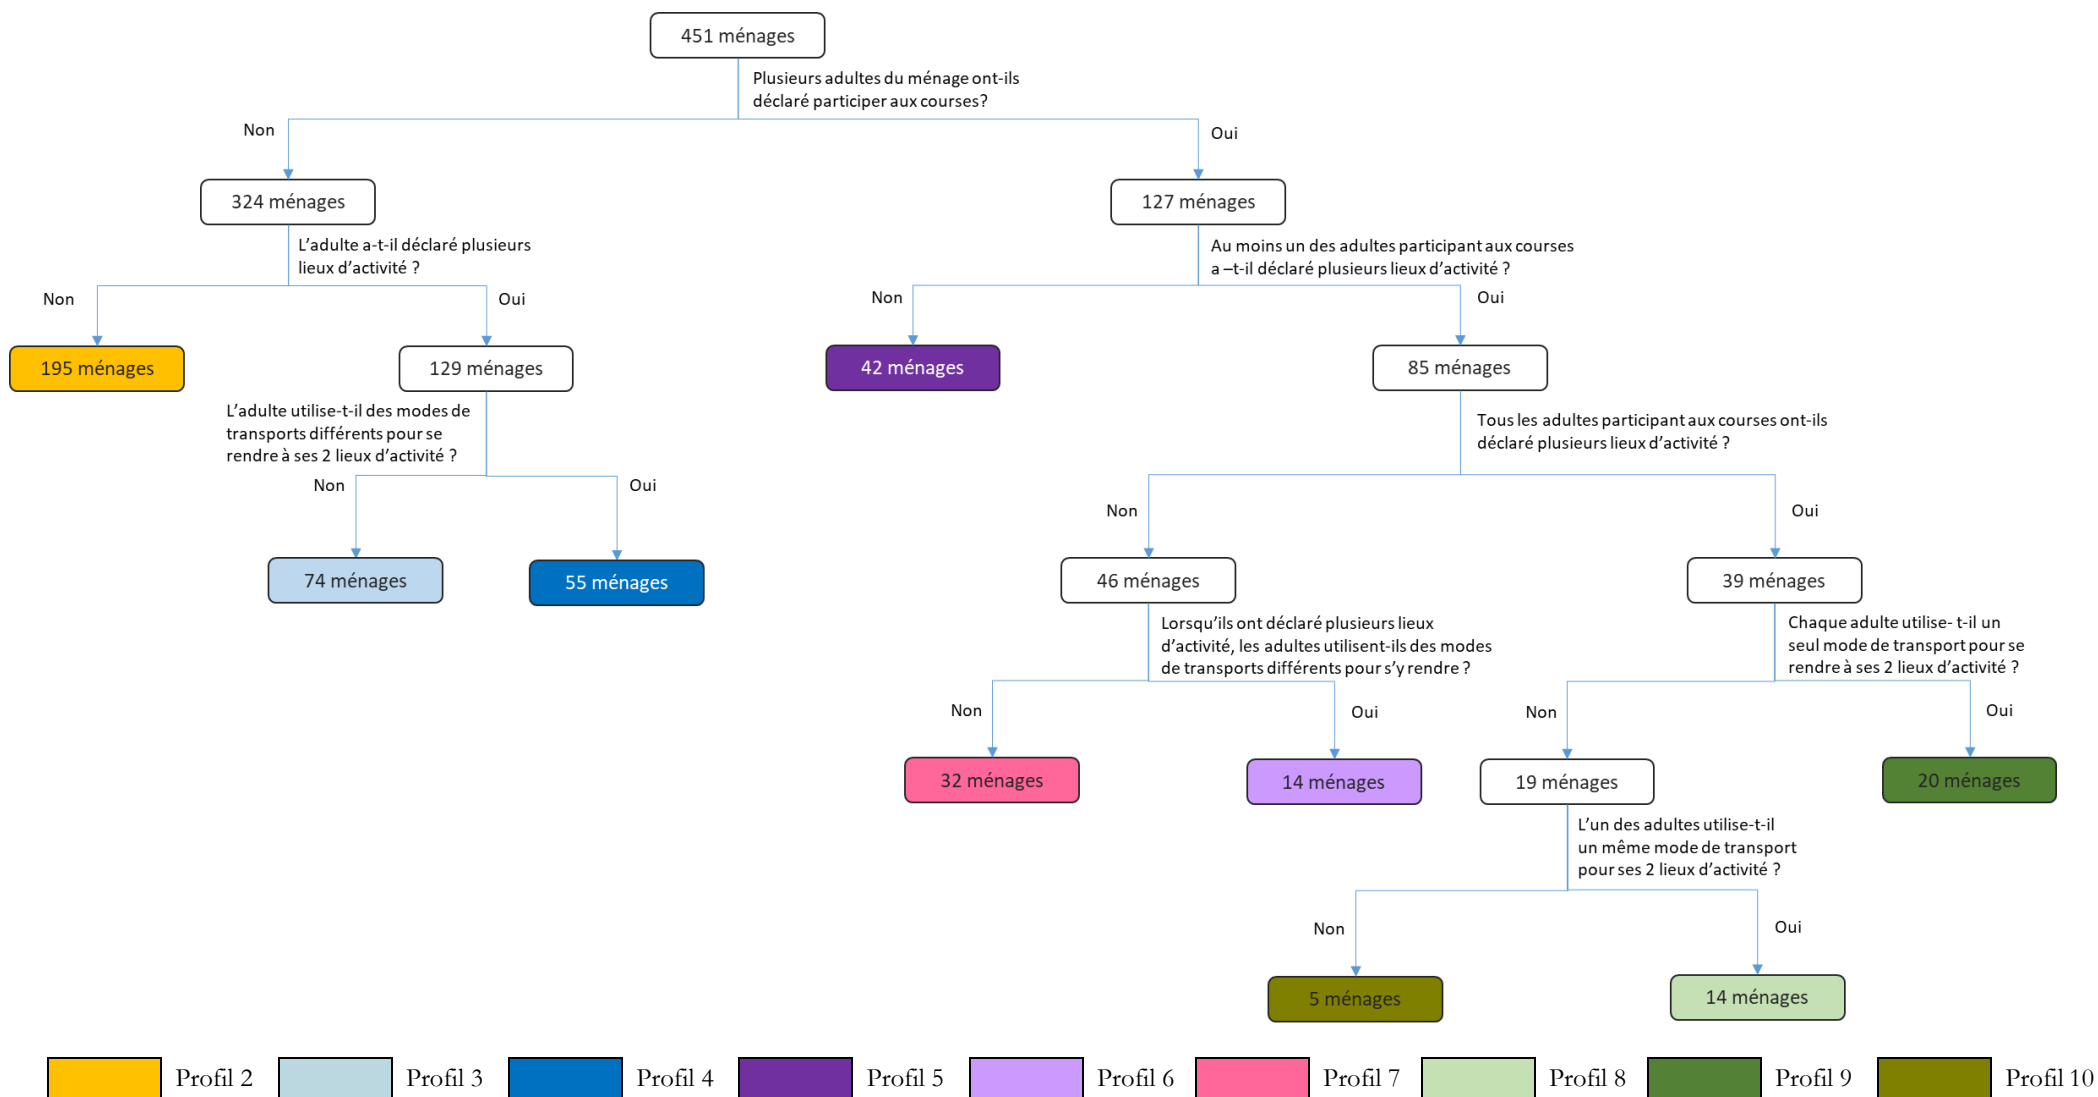 451 ménages
Plusieurs adultes du ménage ont-ils
déclaré participer aux courses?
Non
Oui
324 ménages
127 ménages
L’adulte a-t-il déclaré plusieurs
lieux d’activité ?
Au moins un des adultes participant aux courses
a –t-il déclaré plusieurs lieux d’activité ?
Non
Oui
Non
Oui
195 ménages
129 ménages
42 ménages
85 ménages
L’adulte utilise-t-il des modes de
transports différents pour se
rendre à ses 2 lieux d’activité ?
Tous les adultes participant aux courses ont-ils
déclaré plusieurs lieux d’activité ?
Non
Oui
Non
Oui
74 ménages
55 ménages
46 ménages
39 ménages
Lorsqu’ils ont déclaré plusieurs lieux
d’activité, les adultes utilisent-ils des modes
de transports différents pour s’y rendre ?
Chaque adulte utilise- t-il un
seul mode de transport pour se
rendre à ses 2 lieux d’activité ?
Non
Oui
Non
Oui
32 ménages
14 ménages
19 ménages
20 ménages
L’un des adultes utilise-t-il
un même mode de transport
pour ses 2 lieux d’activité ?
Non
Oui
5 ménages
14 ménages
Profil 2
Profil 3
Profil 4
Profil 5
Profil 6
Profil 7
Profil 8
Profil 9
Profil 10